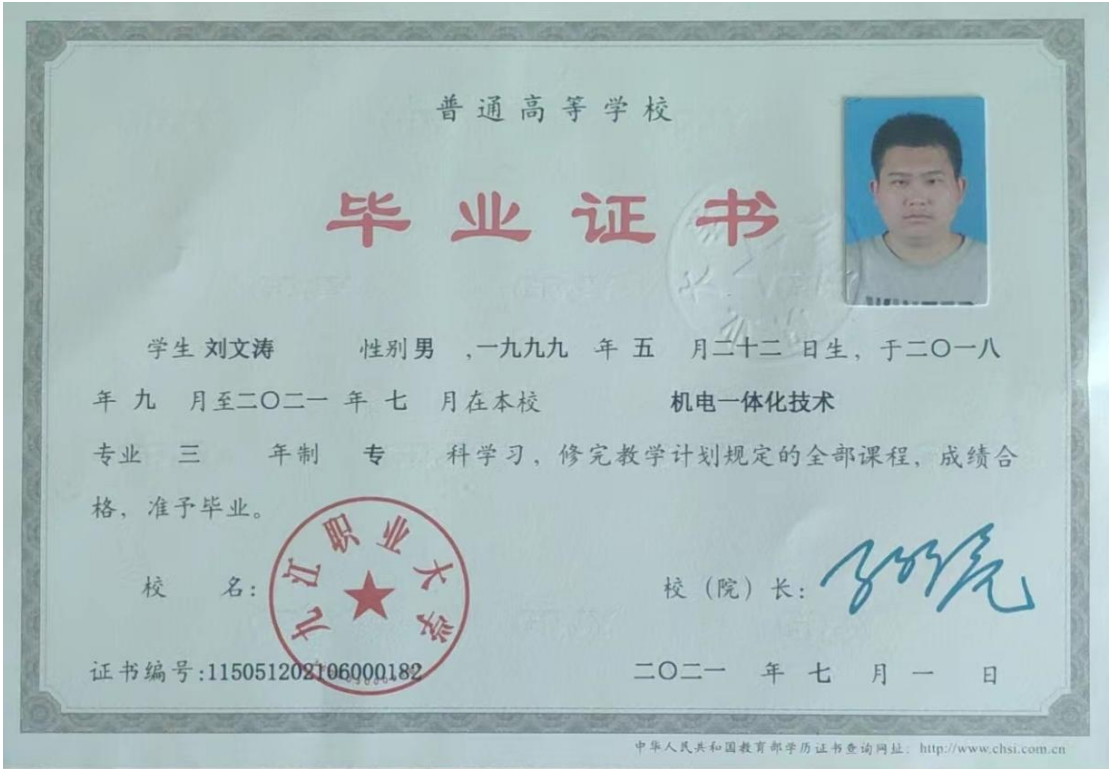 普通高等学校
毕业证书
学生 刘文涛 性别 男 ,一九九九 年 五 月二十二 日生，于二〇一八
年 九 月至二〇二一 年 七 月在本校 机电一体化技术
专业 三 年制 专 科学习，修完教学计划规定的全部课程，成绩合
格，准予毕业。
九江职业大学
校 名：
校（院）长：
证书编号:115051202106000182
二〇二一 年 七 月 一 日
中华人民共和国教育部学历证书查询网址：http://www.chsi.com.cn